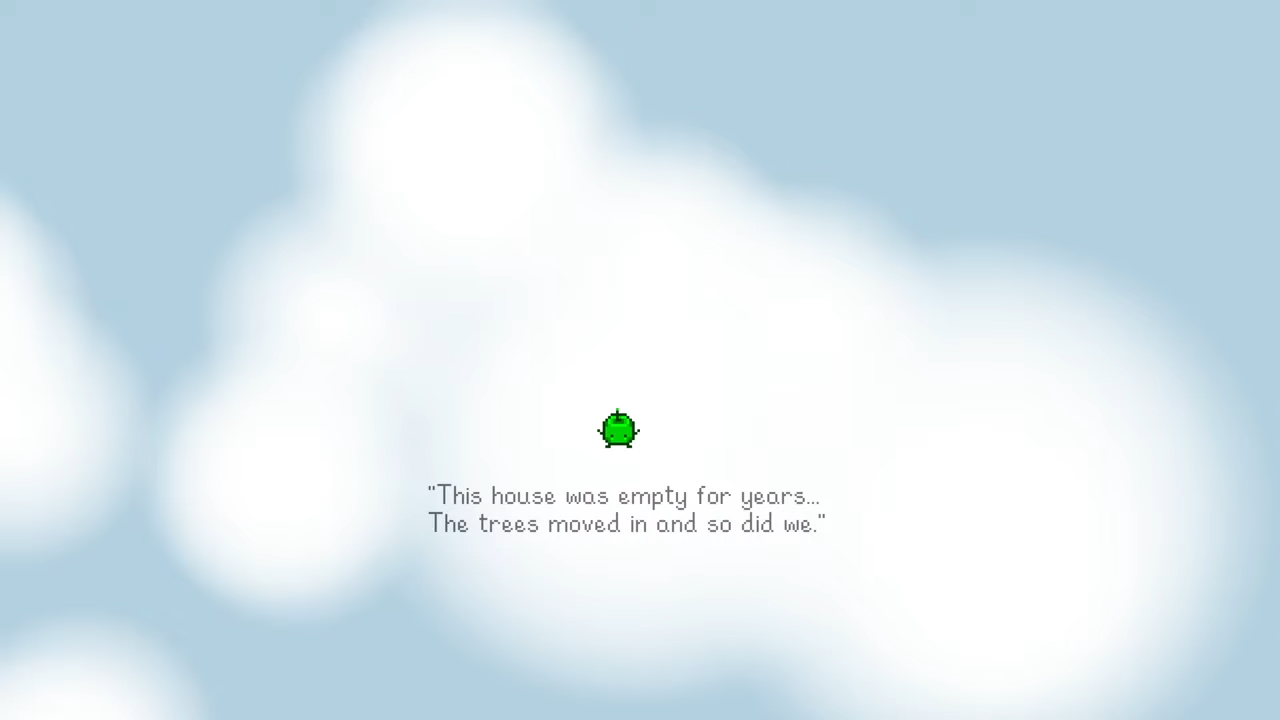 "This house was empty for years...
The trees moved in and so did we."